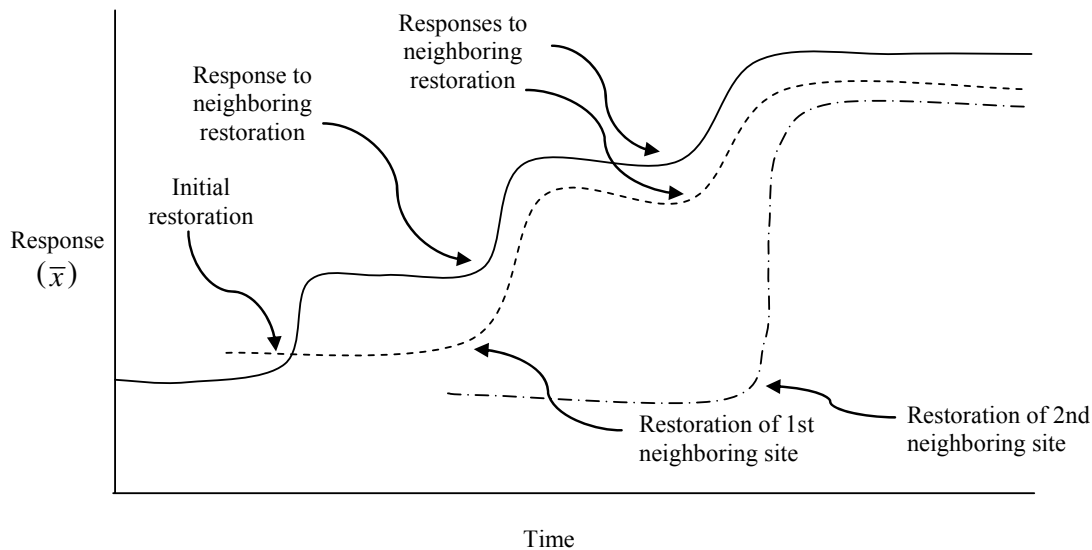 Responses to
neighboring
restoration
Response to
neighboring
restoration
Initial
restoration
Response
(x̅)
Restoration of 1st
neighboring site
Restoration of 2nd
neighboring site
Time